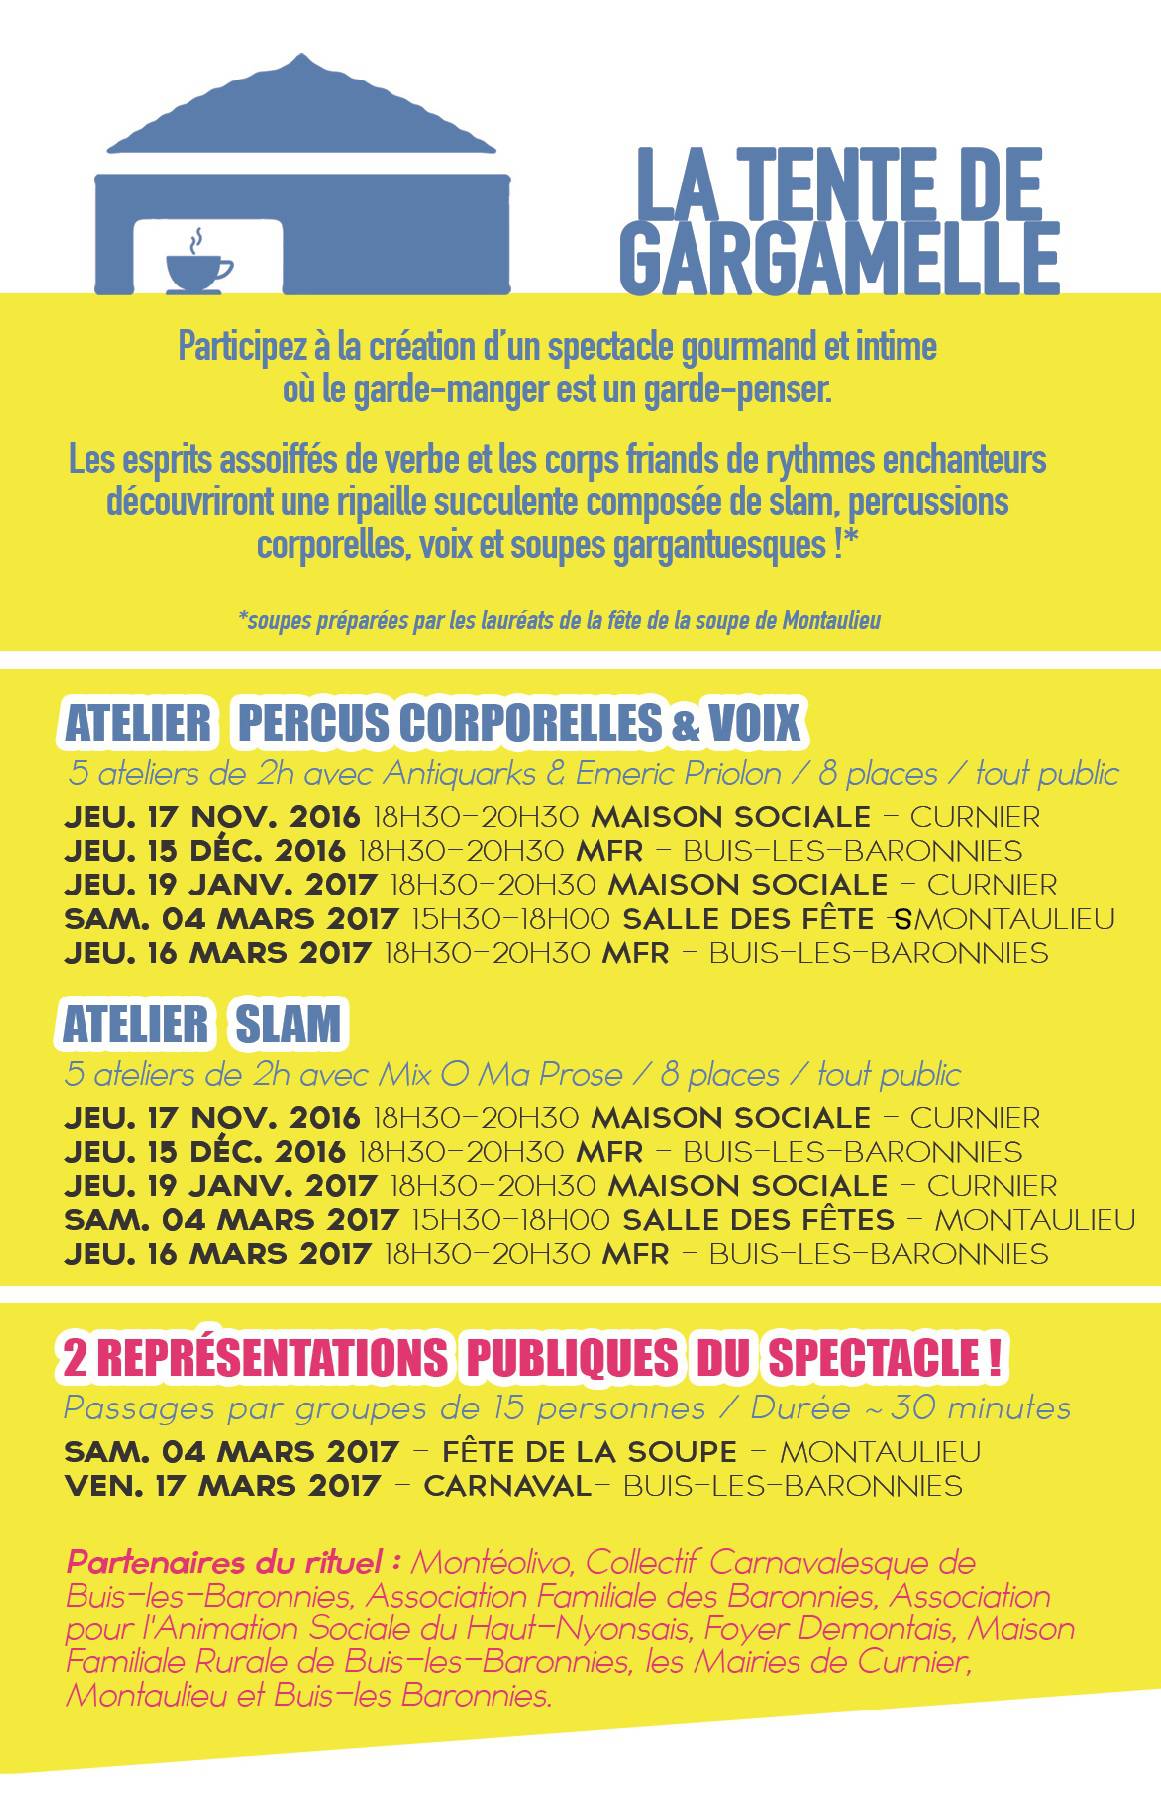 LA TENTE DE
GARGAMELLE
Participez à la création d'un spectacle gourmand et intime
où le garde-manger est un garde-penser.
Les esprits assoiffés de verbe et les corps friands de rythmes enchanteurs
découvriront une ripaille succulente composée de slam, percussions
corporelles, voix et soupes gargantuesques !*
*soupes préparées par les lauréats de la fête de la soupe de Montaulieu
ATELIER PERCUS CORPORELLES & VOIX
5 ateliers de 2h avec Antiquarks & Emeric Priolon / 8 places / tout public
JEU. 17 NOV. 2016 18H30-20H30 MAISON SOCIALE - CURNIER
JEU. 15 DÉC. 2016 18H30-20H30 MFR - BUIS-LES-BARONNIES
JEU. 19 JANV. 2017 18H30-20H30 MAISON SOCIALE - CURNIER
SAM. 04 MARS 2017 15H30-18H00 SALLE DES FÊTE -SMONTAULIEU
JEU. 16 MARS 2017 18H30-20H30 MFR - BUIS-LES-BARONNIES
ATELIER SLAM
5 ateliers de 2h avec Mix O Ma Prose / 8 places / tout public
JEU. 17 NOV. 2016 18H30-20H30 MAISON SOCIALE - CURNIER
JEU. 15 DÉC. 2016 18H30-20H30 MFR - BUIS-LES-BARONNIES
JEU. 19 JANV. 2017 18H30-20H30 MAISON SOCIALE - CURNIER
SAM. 04 MARS 2017 15H30-18H00 SALLE DES FÊTES - MONTAULIEU
JEU. 16 MARS 2017 18H30-20H30 MFR - BUIS-LES-BARONNIES
2 REPRÉSENTATIONS PUBLIQUES DU SPECTACLE !
Passages par groupes de 15 personnes / Durée ~ 30 minutes
SAM. 04 MARS 2017 - FÊTE DE LA SOUPE - MONTAULIEU
VEN. 17 MARS 2017 - CARNAVAL- BUIS-LES-BARONNIES
Partenaires du rituel : Montéolivo, Collectif Carnavalesque de
Buis-les-Baronnies, Association Familiale des Baronnies, Association
pour l'Animation Sociale du Haut-Nyonsais, Foyer Demontais, Maison
Familiale Rurale de Buis-les-Baronnies, les Mairies de Curnier,
Montaulieu et Buis-les Baronnies.